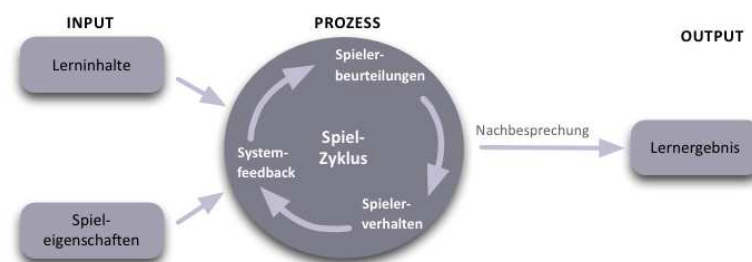 INPUT
PROZESS
OUTPUT
Lerninhalte
Spieler-
beurteilungen
Spiel-
Zyklus
System-
feedback
Spieler-
verhalten
Nachbesprechung
Lernergebnis
Spiel-
eigenschaften